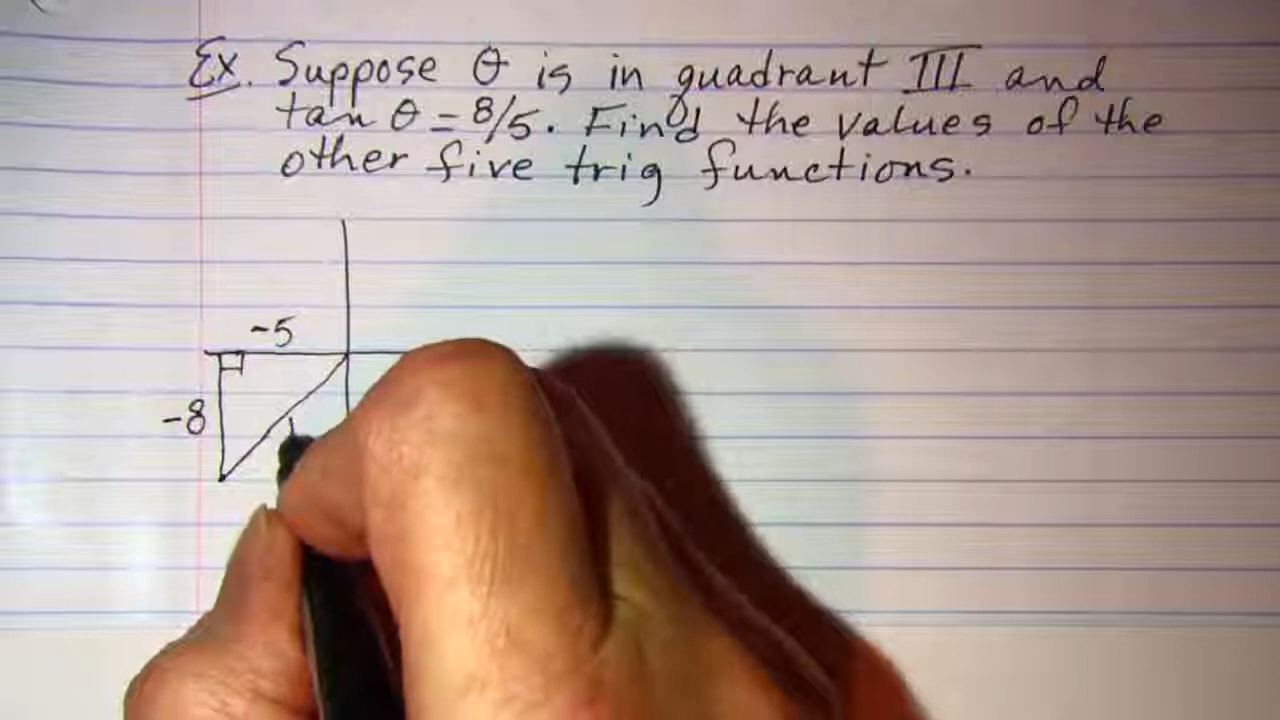 Ex. Suppose θ is in quadrant III and
tan θ = 8/5. Find the values of the
other five trig functions.
-5
-8